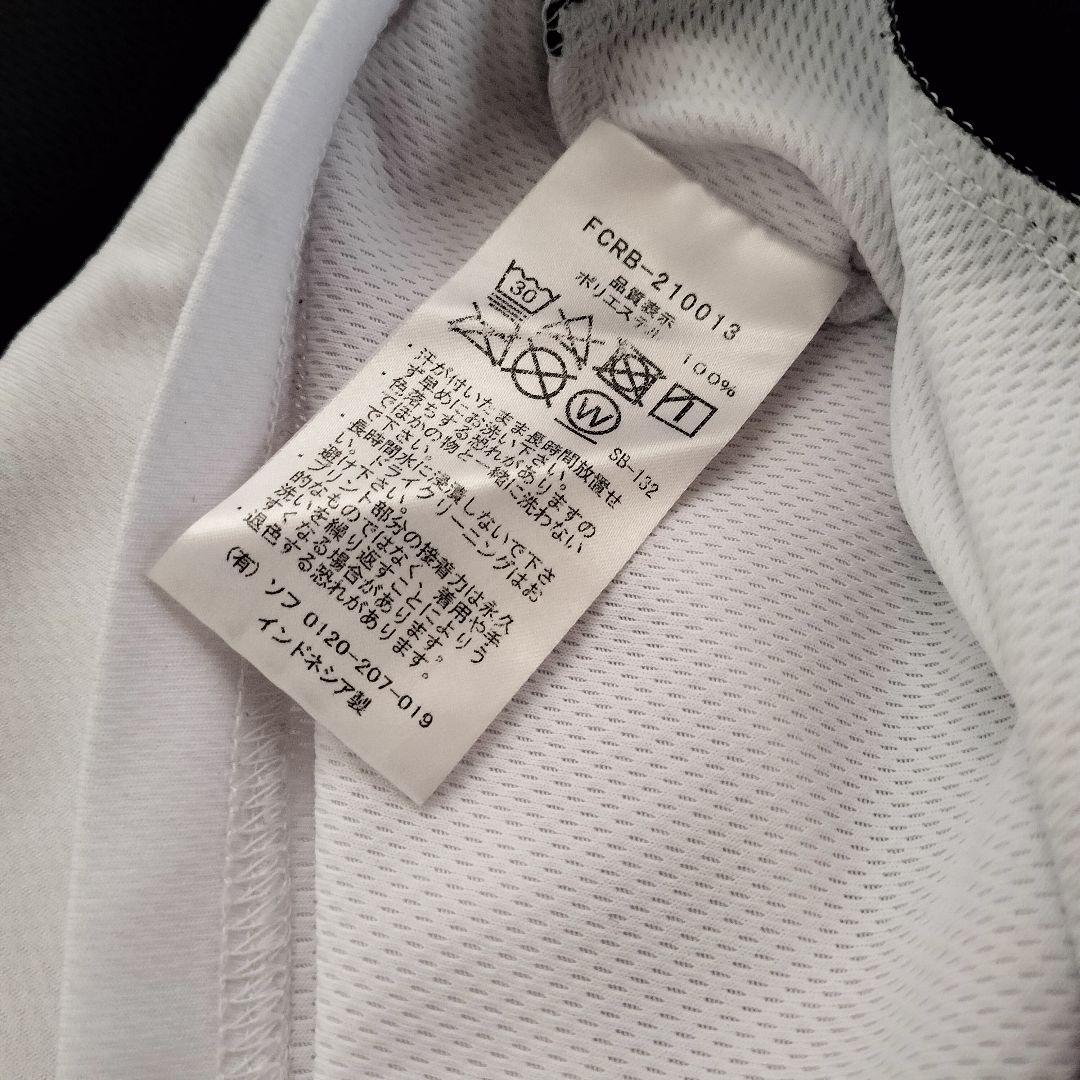 FCRB-210013
品質表示
ポリエステル 100%
30
W
SB-132
・汗が付いたまま長時間放置せ
ず早めにお洗い下さい。
・色落ちする恐れがありますの
でほかの物と一緒に洗わない
で下さい。
・長時間水に浸漬しないで下さ
い。ドライクリーニングはお
避け下さい。
・プリント部分の接着力は永久
的なものではなく、着用や手
洗いを繰り返すことによりう
すくなる場合があります。
・退色する恐れがあります。
(有) ソフ 0120-207-019
インドネシア製